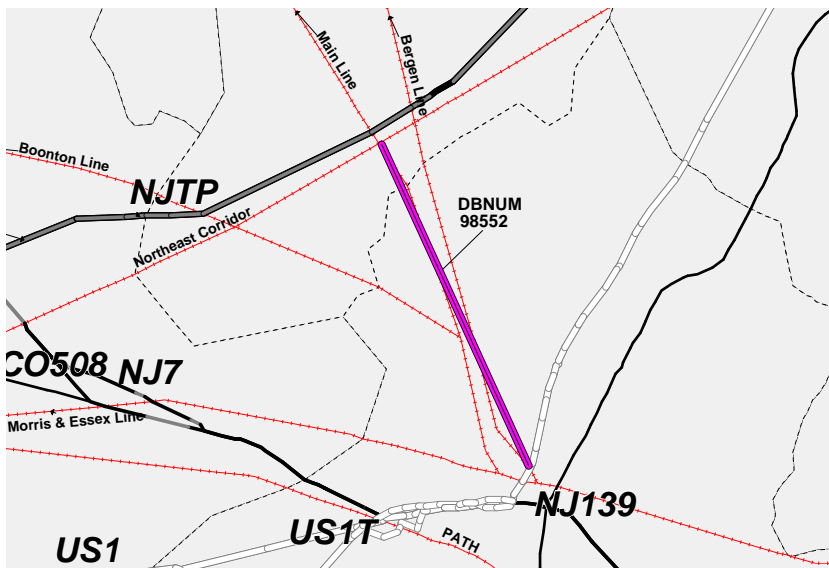 Main Line
Bergen Line
Boonton Line
NJTP
DBNUM
98552
Northeast Corridor
CO508
NJ7
Morris & Essex Line
NJ139
US1T
PATH
US1